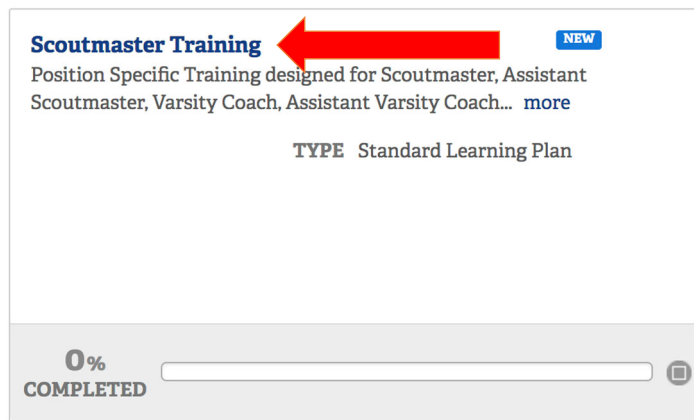 Scoutmaster Training
NEW
Position Specific Training designed for Scoutmaster, Assistant
Scoutmaster, Varsity Coach, Assistant Varsity Coach... more
TYPE Standard Learning Plan
0%
COMPLETED